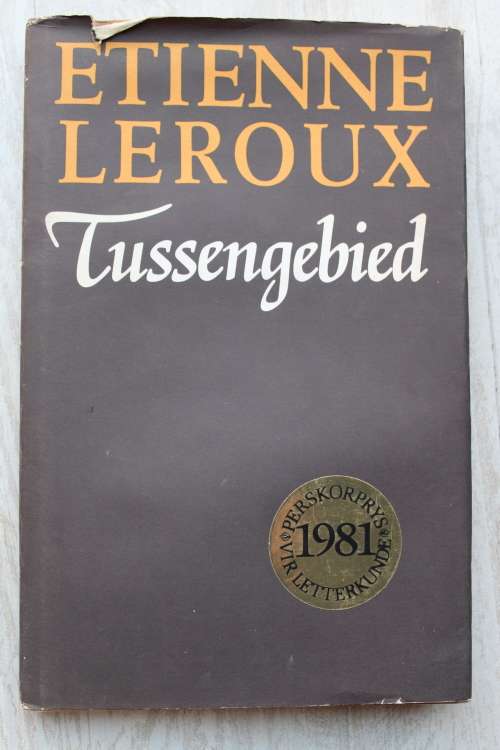 ETIENNE
LEROUX
Tussengebied
PERSKORPRYS
1981
VIR LETTERKUNDE